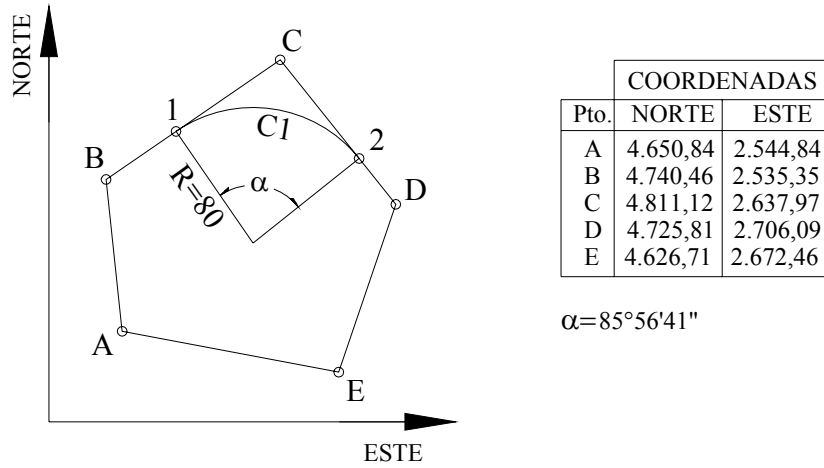 NORTE
C
1
C1
2
B
R=80
α
D
A
E
ESTE
COORDENADAS
Pto. NORTE ESTE
A 4.650,84 2.544,84
B 4.740,46 2.535,35
C 4.811,12 2.637,97
D 4.725,81 2.706,09
E 4.626,71 2.672,46
α=85°56'41"